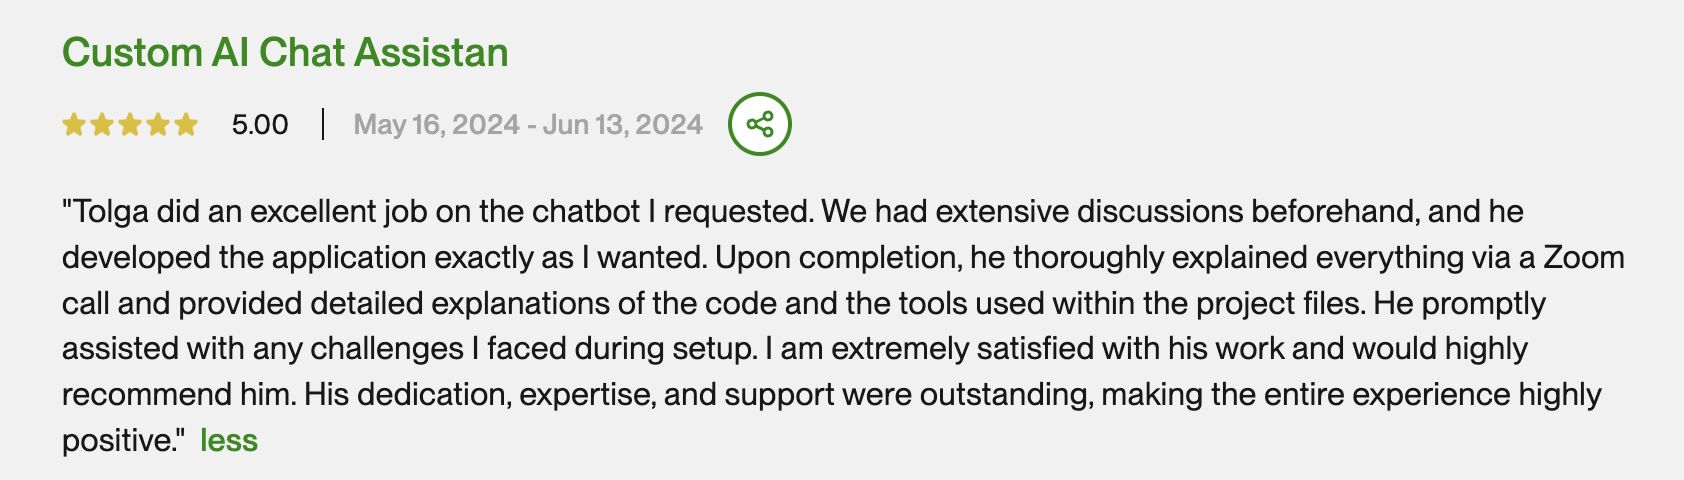 Custom AI Chat Assistan
5.00 | May 16, 2024 - Jun 13, 2024
"Tolga did an excellent job on the chatbot I requested. We had extensive discussions beforehand, and he
developed the application exactly as I wanted. Upon completion, he thoroughly explained everything via a Zoom
call and provided detailed explanations of the code and the tools used within the project files. He promptly
assisted with any challenges I faced during setup. I am extremely satisfied with his work and would highly
recommend him. His dedication, expertise, and support were outstanding, making the entire experience highly
positive." less